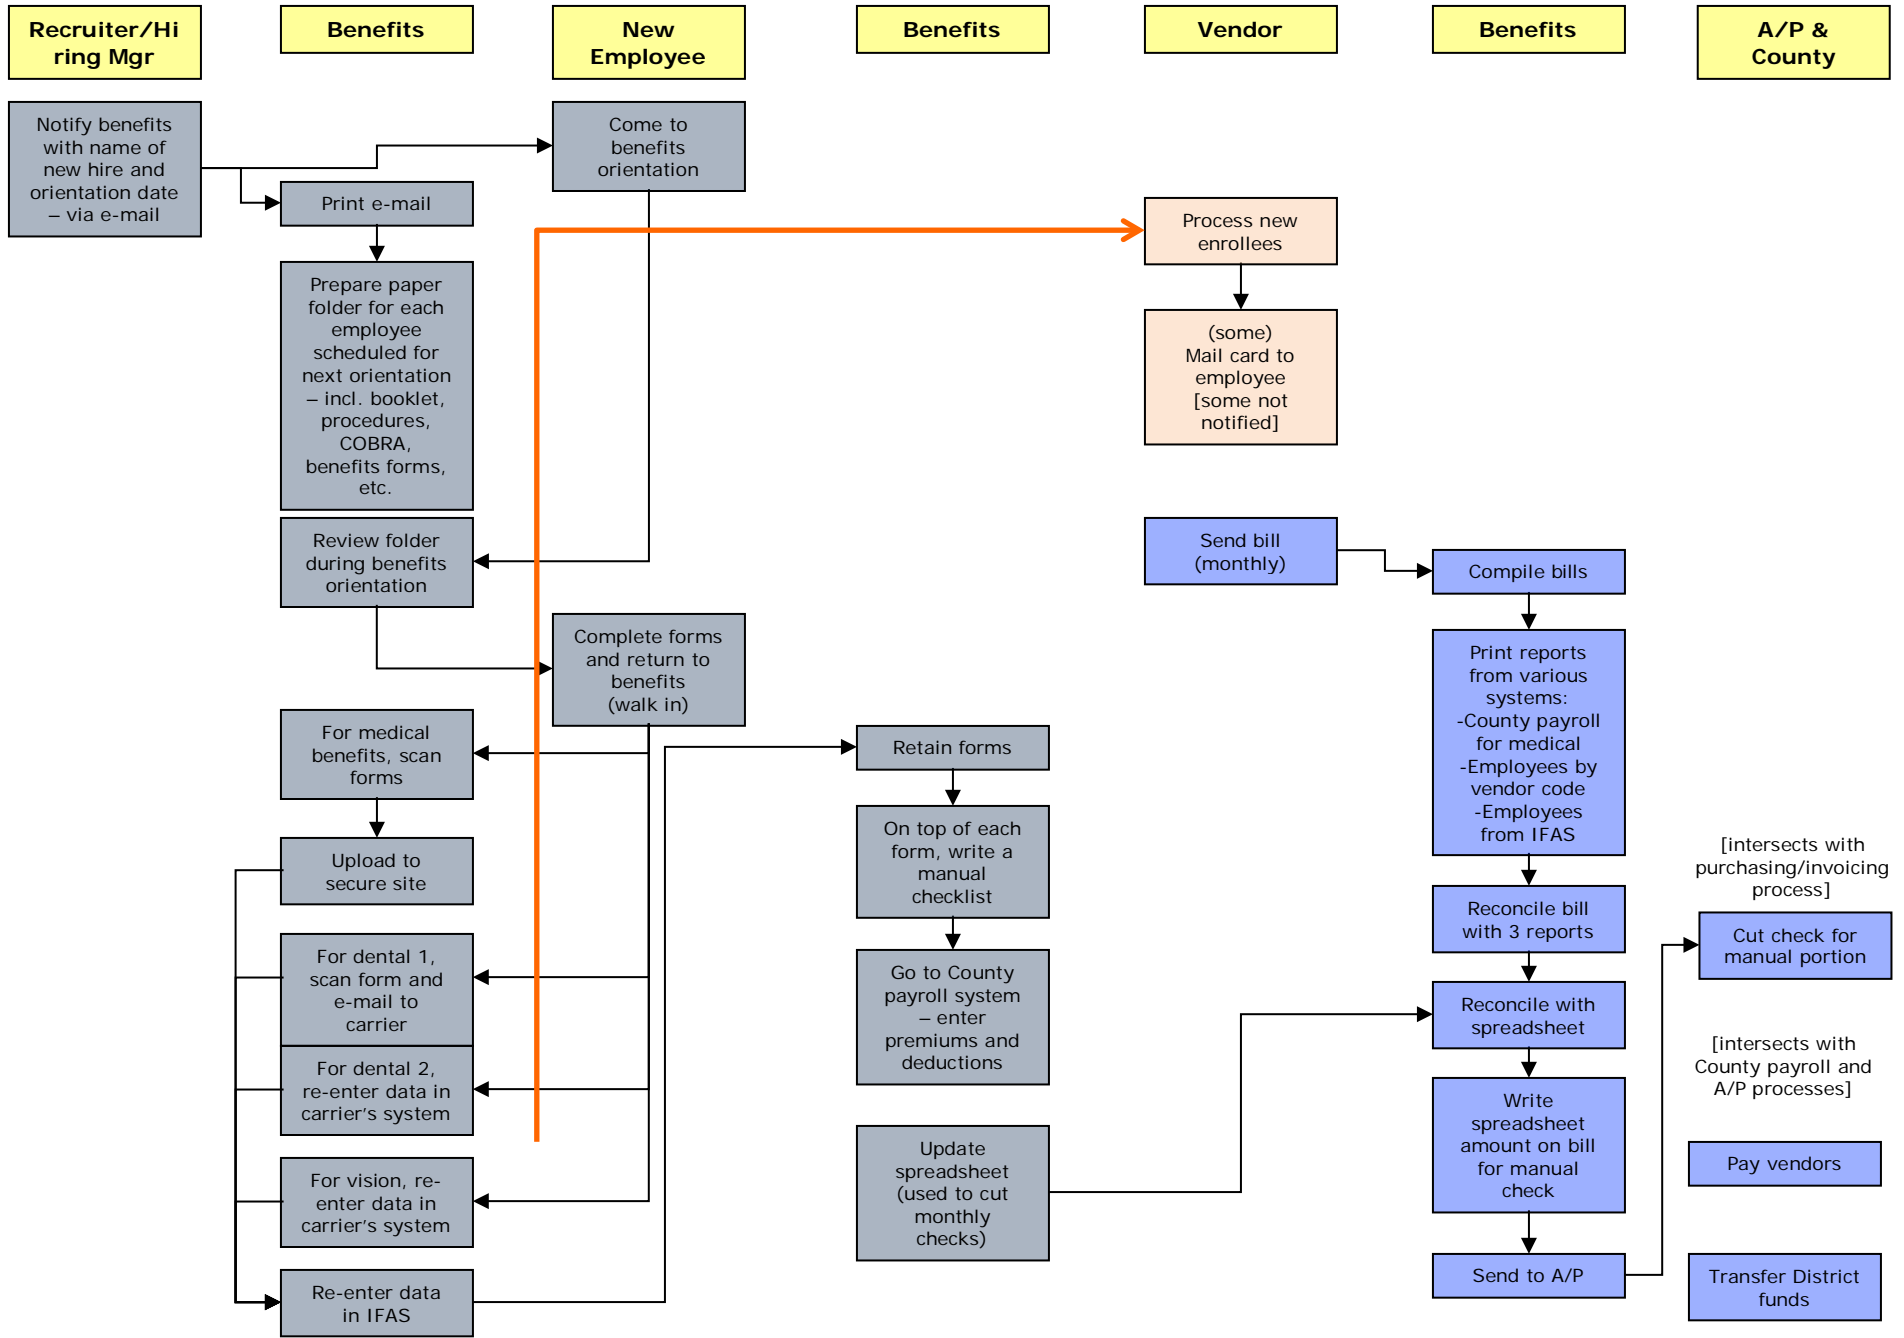 Recruiter/Hi
ring Mgr
Benefits
New
Employee
Benefits
Vendor
Benefits
A/P &
County
Notify benefits
with name of
new hire and
orientation date
– via e-mail
Print e-mail
Prepare paper
folder for each
employee
scheduled for
next orientation
– incl. booklet,
procedures,
COBRA,
benefits forms,
etc.
Review folder
during benefits
orientation
For medical
benefits, scan
forms
Upload to
secure site
For dental 1,
scan form and
e-mail to
carrier
For dental 2,
re-enter data in
carrier's system
For vision, re-
enter data in
carrier's system
Re-enter data
in IFAS
Come to
benefits
orientation
Complete forms
and return to
benefits
(walk in)
Retain forms
On top of each
form, write a
manual
checklist
Go to County
payroll system
– enter
premiums and
deductions
Update
spreadsheet
(used to cut
monthly
checks)
Process new
enrollees
(some)
Mail card to
employee
[some not
notified]
Send bill
(monthly)
Compile bills
Print reports
from various
systems:
-County payroll
for medical
-Employees by
vendor code
-Employees
from IFAS
Reconcile bill
with 3 reports
Reconcile with
spreadsheet
Write
spreadsheet
amount on bill
for manual
check
Send to A/P
[intersects with
purchasing/invoicing
process]
Cut check for
manual portion
[intersects with
County payroll and
A/P processes]
Pay vendors
Transfer District
funds